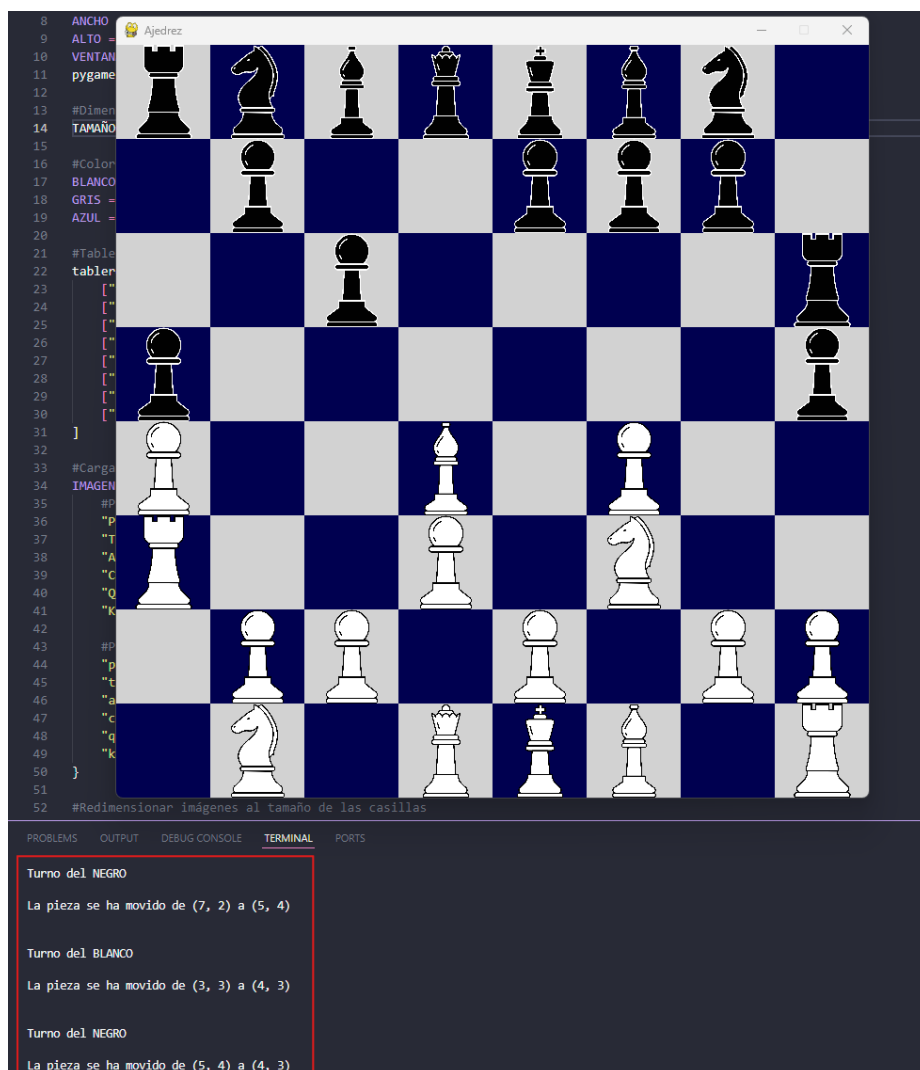 8 ANCHO
9 ALTO =
10 VENTAN
11 pygame
12
13 #Dimen
14 TAMAÑO
15
16 #Color
17 BLANCO
18 GRIS =
19 AZUL =
20
21 #Table
22 tabler
23 ["
24 ["
25 ["
26 ["
27 ["
28 ["
29 ["
30 ["
31 ]
32
33 #Carga
34 IMAGEN
35 #P
36 "P
37 "T
38 "A
39 "C
40 "Q
41 "K
42
43 #P
44 "p
45 "t
46 "a
47 "c
48 "q
49 "k
50 }
51
52 #Redimensionar imágenes al tamaño de las casillas
Ajedrez
PROBLEMS OUTPUT DEBUG CONSOLE TERMINAL PORTS
Turno del NEGRO
La pieza se ha movido de (7, 2) a (5, 4)
Turno del BLANCO
La pieza se ha movido de (3, 3) a (4, 3)
Turno del NEGRO
La pieza se ha movido de (5, 4) a (4, 3)